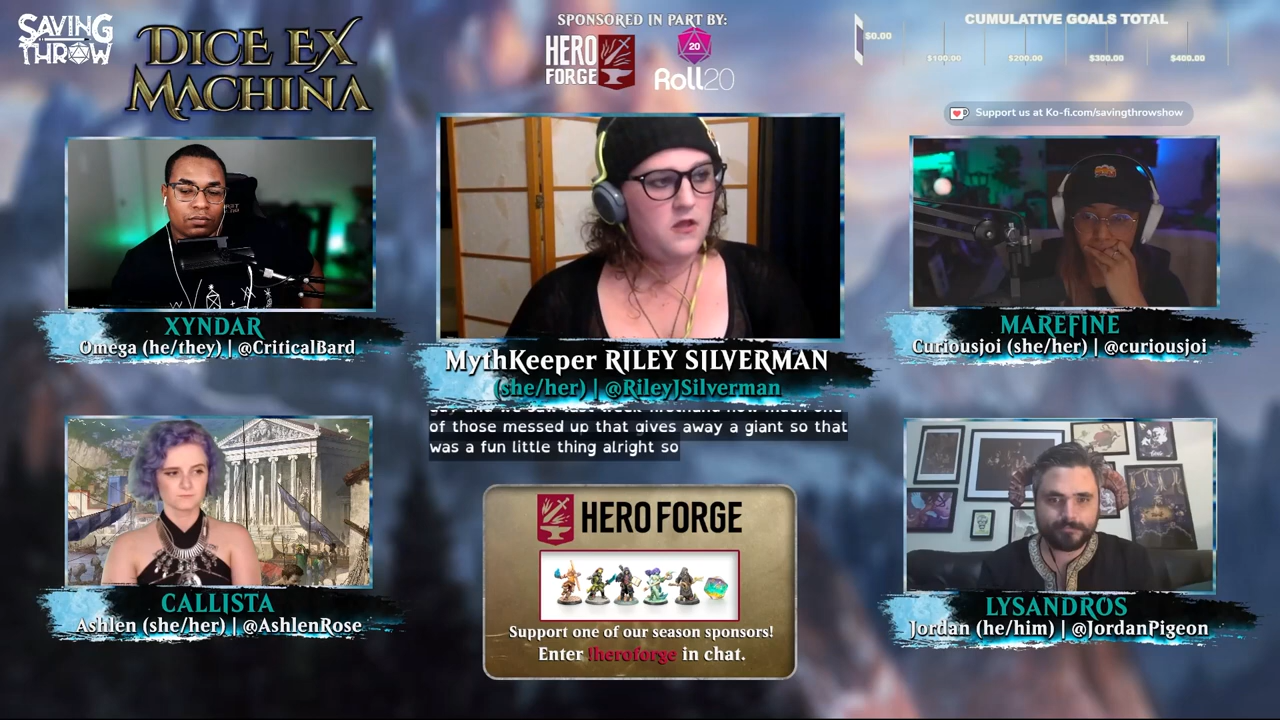 SAVING THROW
DICE EX
MACHINA
SPONSORED IN PART BY:
HERO
FORGE
20
Roll20
CUMULATIVE GOALS TOTAL
$0.00
$100.00 $200.00 $300.00 $400.00
Support us at Ko-fi.com/savingthrowshow
XYNDAR
Omega (he/they) | @CriticalBard
MythKeeper RILEY SILVERMAN
(she/her) | @RileyJSilverman
MAREFINE
Curiousjoi (she/her) | @curiousjoi
of those messed up that gives away a giant so that
was a fun little thing alright so
HERO FORGE
Support one of our season sponsors!
Enter !heroforge in chat.
CALLISTA
Ashlen (she/her) | @AshlenRose
LYSANDROS
Jordan (he/him) | @JordanPigeon